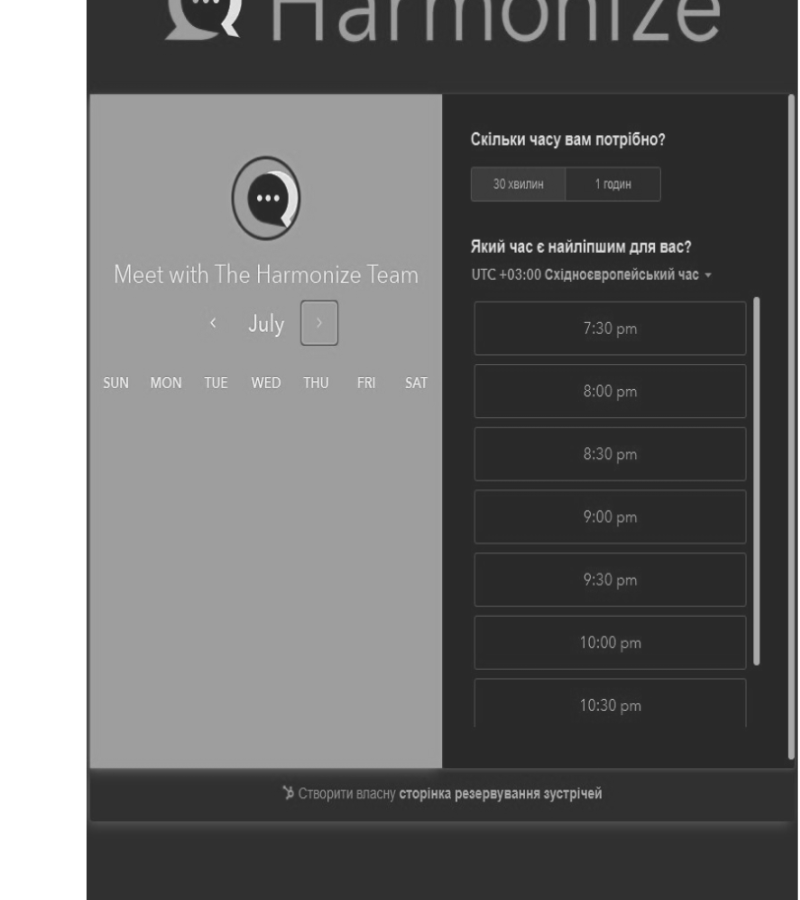 Harmonize
Meet with The Harmonize Team
July
SUN MON TUE WED THU FRI SAT
Скільки часу вам потрібно?
30 хвилин 1 годин
Який час є найліпшим для вас?
UTC +03:00 Східноєвропейський час
7:30 pm
8:00 pm
8:30 pm
9:00 pm
9:30 pm
10:00 pm
10:30 pm
Створити власну сторінка резервування зустрічей